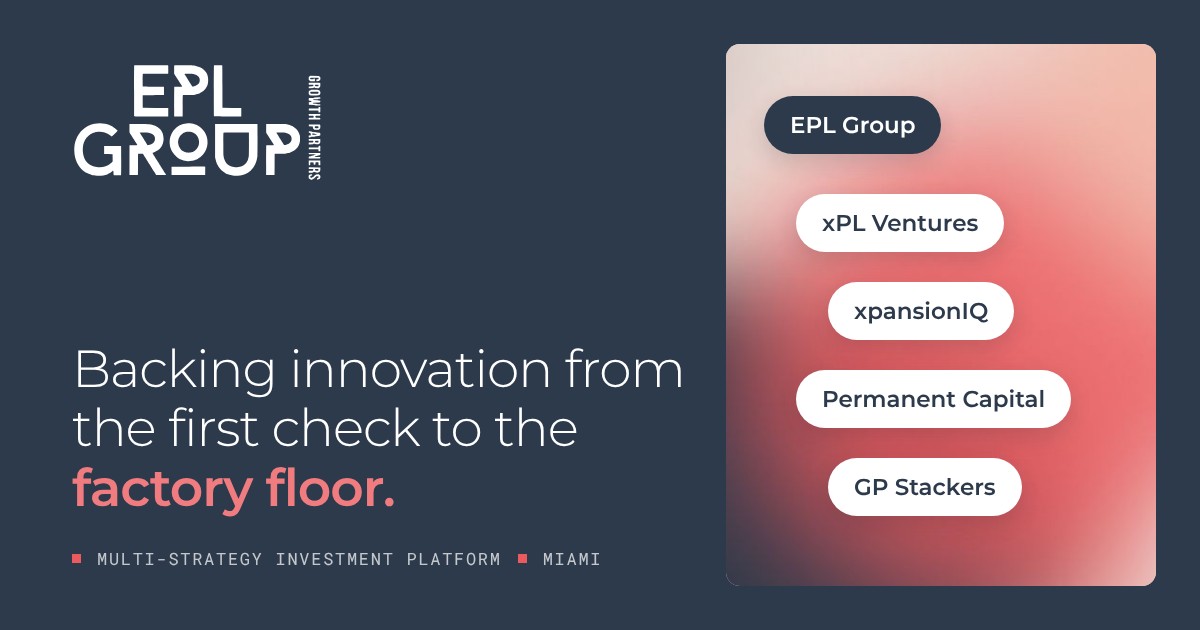 EPL
GROUP
GROWTH PARTNERS
Backing innovation from
the first check to the
factory floor.
MULTI-STRATEGY INVESTMENT PLATFORM MIAMI
EPL Group
xPL Ventures
xpansionIQ
Permanent Capital
GP Stackers